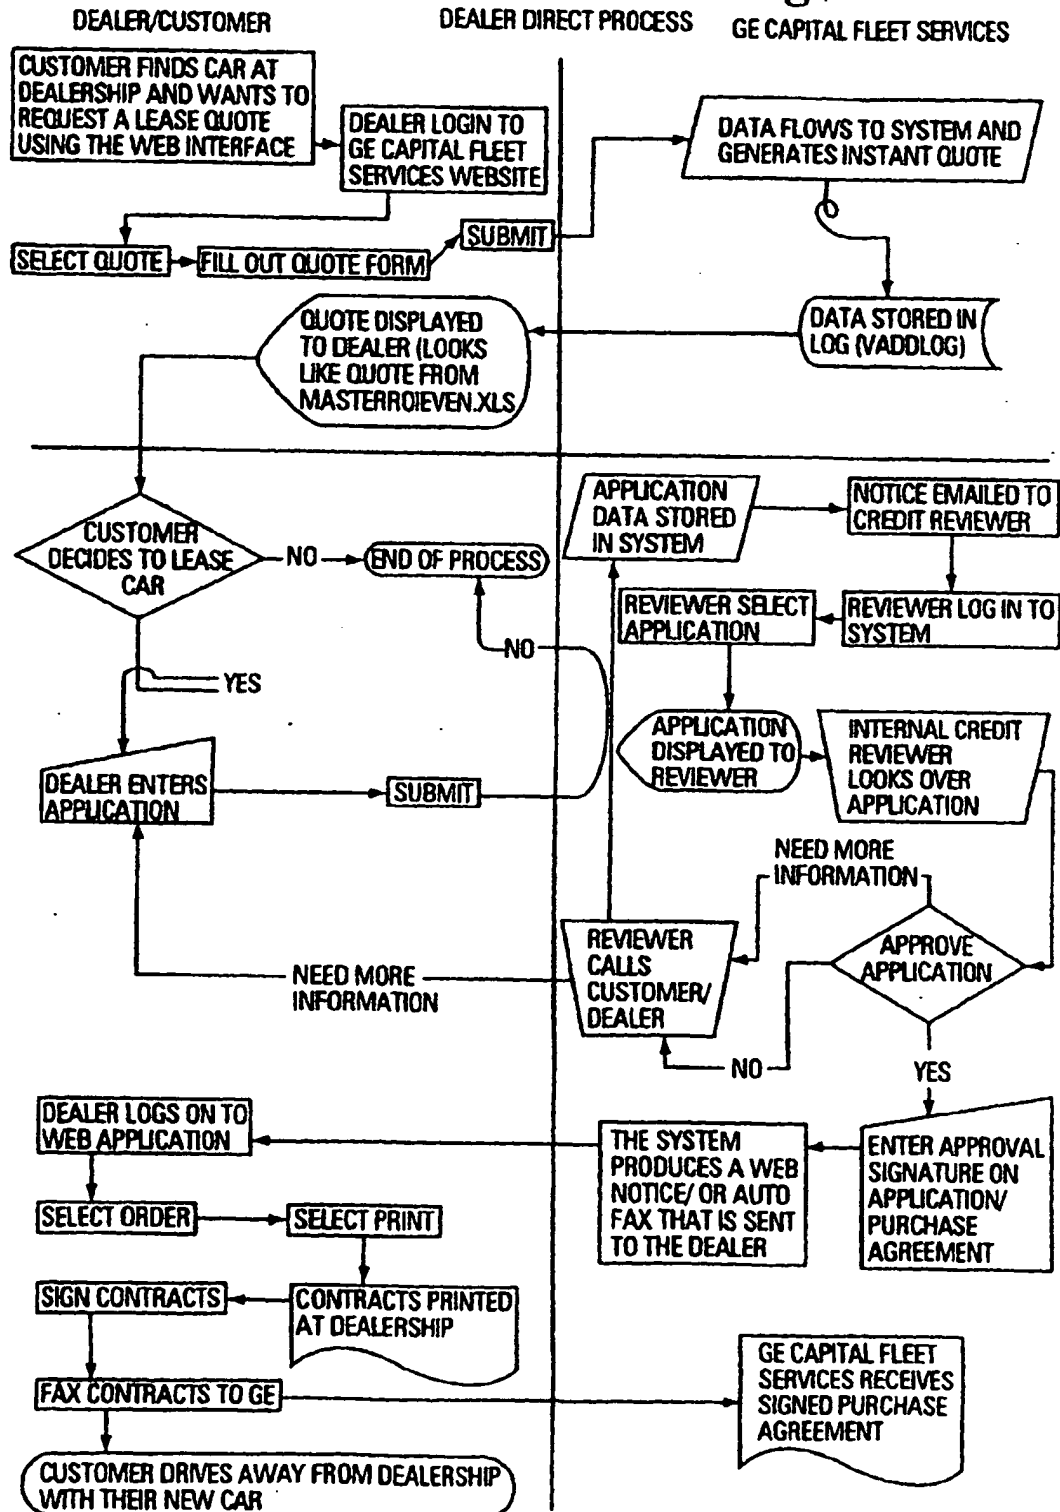 DEALER/CUSTOMER
DEALER DIRECT PROCESS
GE CAPITAL FLEET SERVICES
CUSTOMER FINDS CAR AT
DEALERSHIP AND WANTS TO
REQUEST A LEASE QUOTE
USING THE WEB INTERFACE
DEALER LOGIN TO
GE CAPITAL FLEET
SERVICES WEBSITE
SELECT QUOTE
FILL OUT QUOTE FORM
SUBMIT
DATA FLOWS TO SYSTEM AND
GENERATES INSTANT QUOTE
DATA STORED IN
LOG (VADDLOG)
QUOTE DISPLAYED
TO DEALER (LOOKS
LIKE QUOTE FROM
MASTERROIEVEN.XLS
CUSTOMER
DECIDES TO LEASE
CAR
NO
END OF PROCESS
YES
NO
DEALER ENTERS
APPLICATION
SUBMIT
APPLICATION
DATA STORED
IN SYSTEM
NOTICE EMAILED TO
CREDIT REVIEWER
REVIEWER LOG IN TO
SYSTEM
REVIEWER SELECT
APPLICATION
APPLICATION
DISPLAYED TO
REVIEWER
INTERNAL CREDIT
REVIEWER
LOOKS OVER
APPLICATION
NEED MORE
INFORMATION
APPROVE
APPLICATION
REVIEWER
CALLS
CUSTOMER/
DEALER
NEED MORE
INFORMATION
NO
YES
ENTER APPROVAL
SIGNATURE ON
APPLICATION/
PURCHASE
AGREEMENT
THE SYSTEM
PRODUCES A WEB
NOTICE/ OR AUTO
FAX THAT IS SENT
TO THE DEALER
DEALER LOGS ON TO
WEB APPLICATION
SELECT ORDER
SELECT PRINT
CONTRACTS PRINTED
AT DEALERSHIP
SIGN CONTRACTS
FAX CONTRACTS TO GE
GE CAPITAL FLEET
SERVICES RECEIVES
SIGNED PURCHASE
AGREEMENT
CUSTOMER DRIVES AWAY FROM DEALERSHIP
WITH THEIR NEW CAR